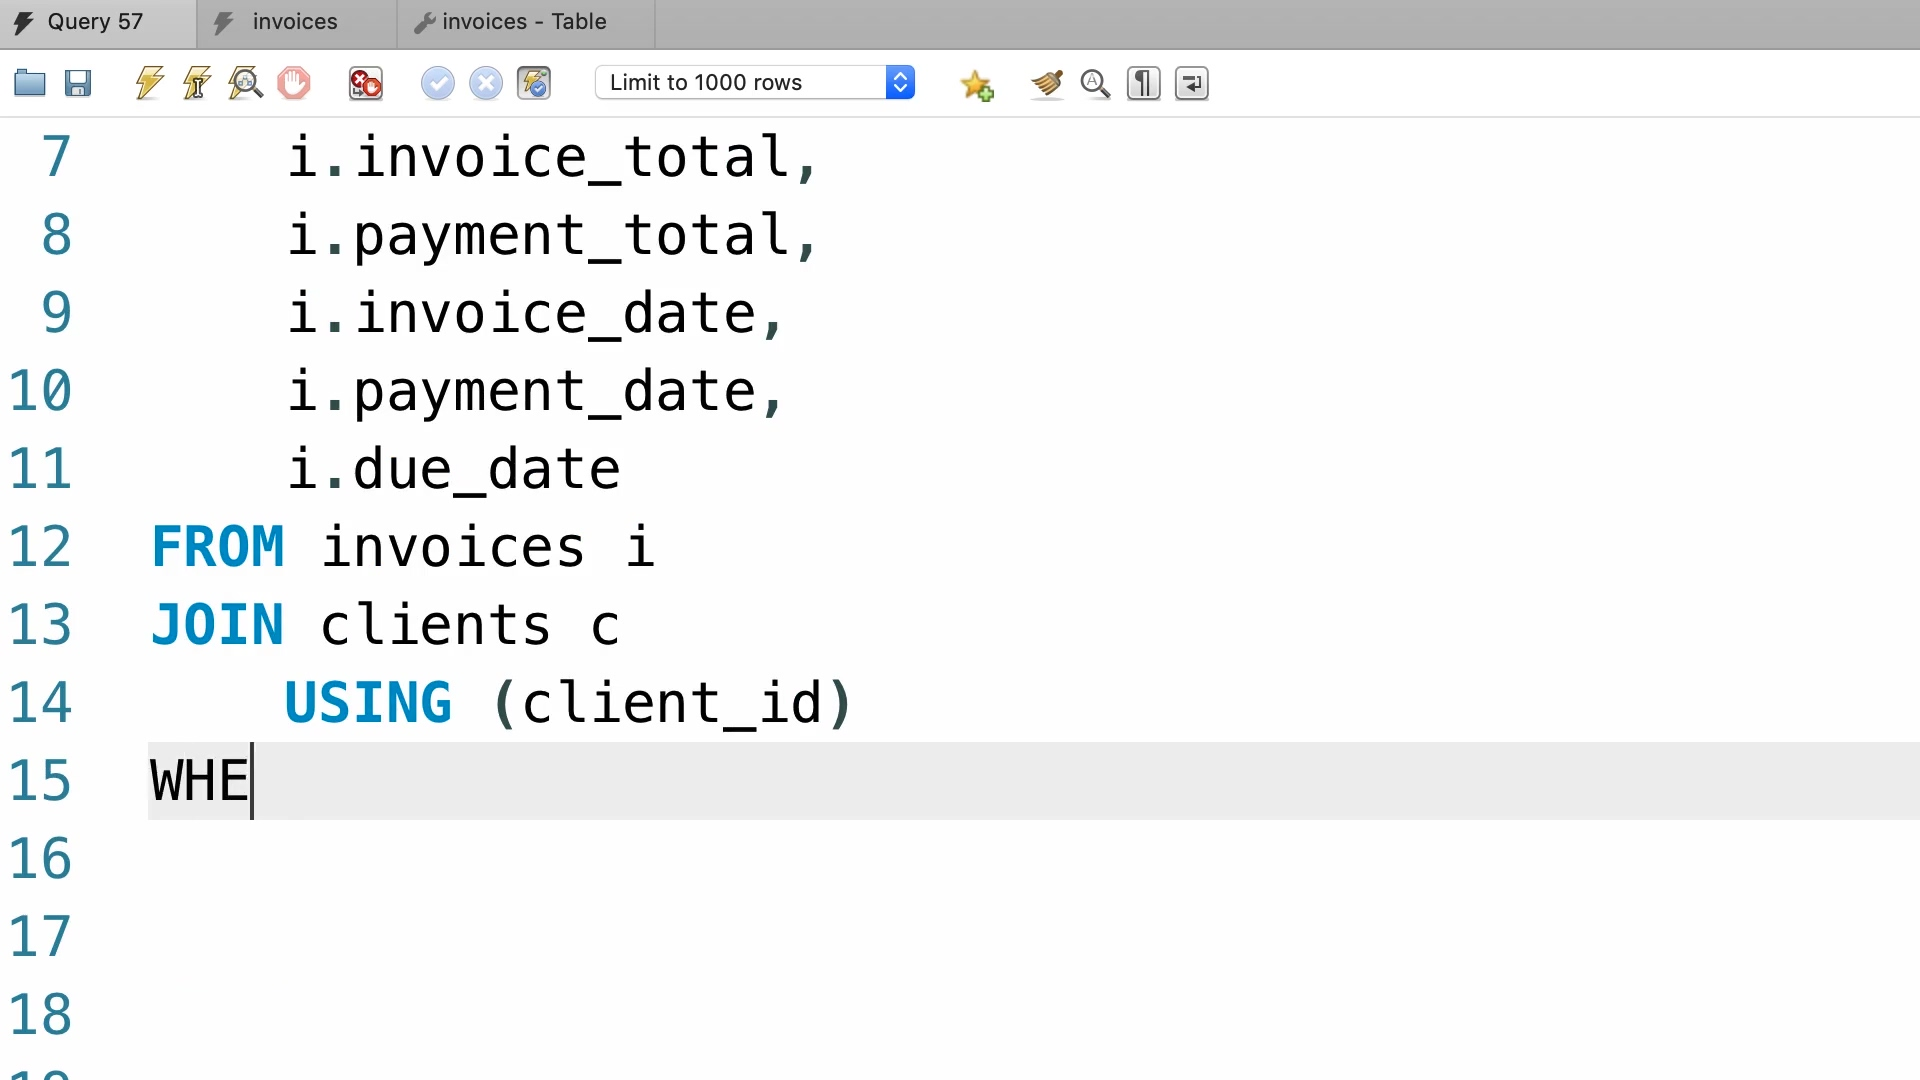 Query 57 invoices invoices - Table
Limit to 1000 rows
7 i.invoice_total,
8 i.payment_total,
9 i.invoice_date,
10 i.payment_date,
11 i.due_date
12 FROM invoices i
13 JOIN clients c
14 USING (client_id)
15 WHE
16
17
18